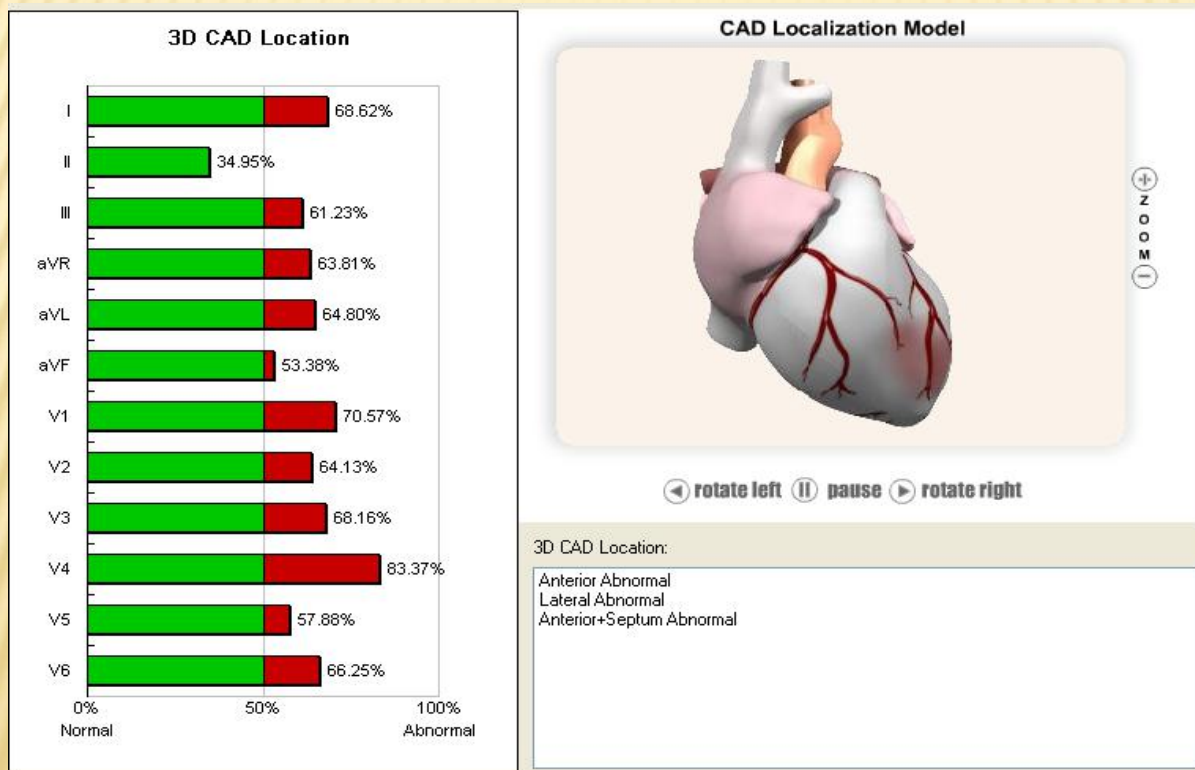 3D CAD Location
I 68.62%
II 34.95%
III 61.23%
aVR 63.81%
aVL 64.80%
aVF 53.38%
V1 70.57%
V2 64.13%
V3 68.16%
V4 83.37%
V5 57.88%
V6 66.25%
0% 50% 100%
Normal Abnormal
CAD Localization Model
ZOOM
rotate left pause rotate right
3D CAD Location:
Anterior Abnormal
Lateral Abnormal
Anterior+Septum Abnormal